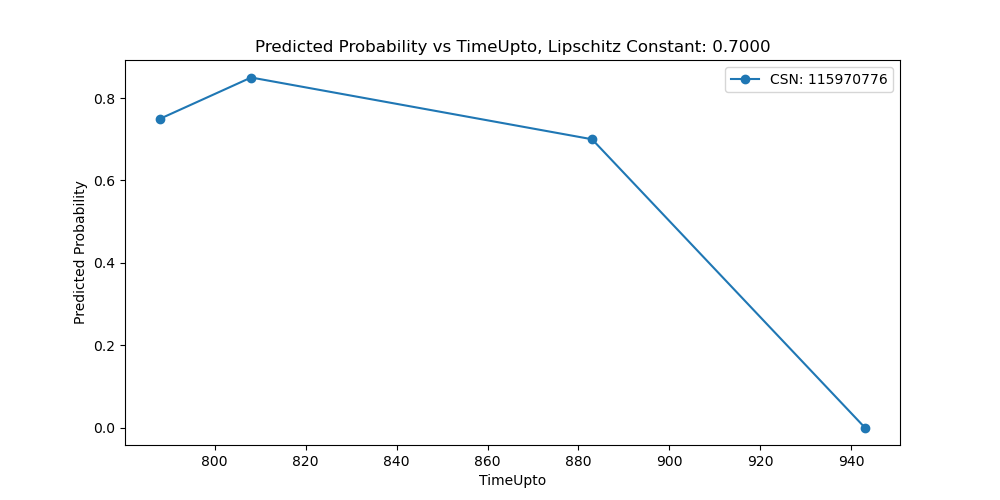 Predicted Probability vs TimeUpto, Lipschitz Constant: 0.7000
CSN: 115970776
Predicted Probability
0.8
0.6
0.4
0.2
0.0
800 820 840 860 880 900 920 940
TimeUpto